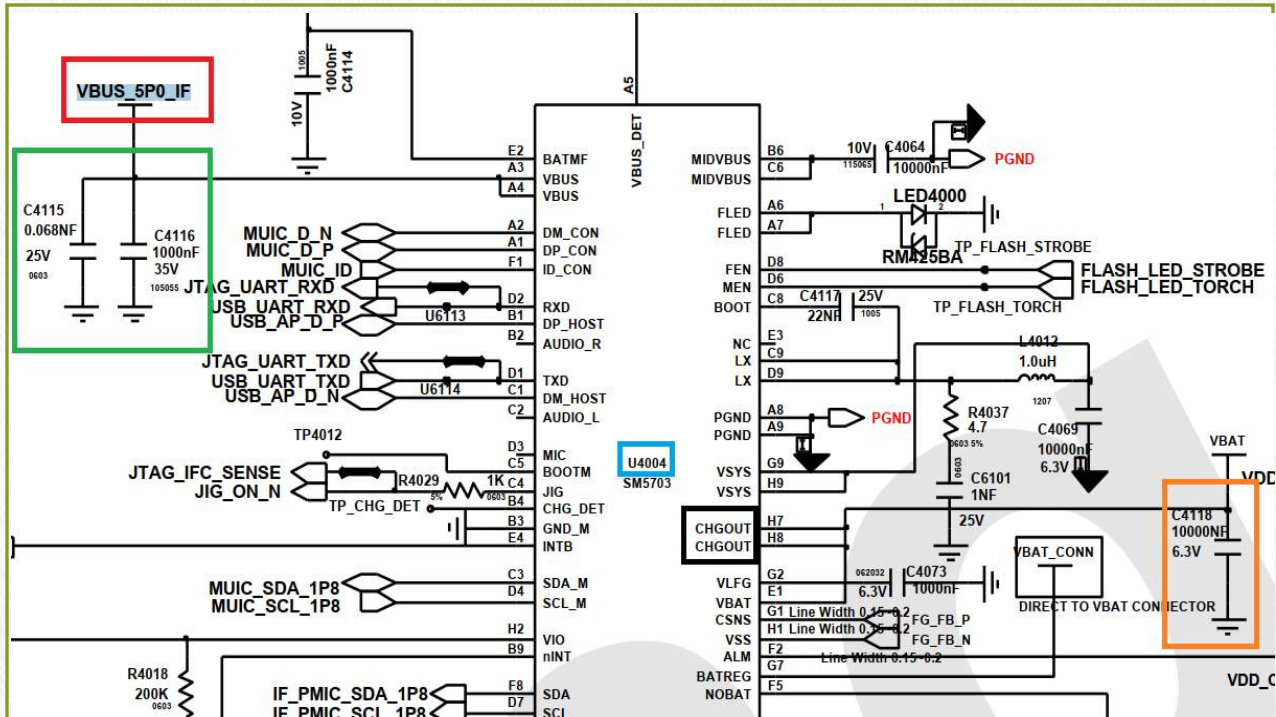 VBUS_5P0_IF
1005
1000nF
C4114
10V
C4115
0.068NF
25V
0603
C4116
1000nF
35V
105055
A5
VBUS_DET
E2
BATMF
A3
VBUS
A4
VBUS
MUIC_D_N
A2
DM_CON
MUIC_D_P
A1
DP_CON
MUIC_ID
F1
ID_CON
JTAG_UART_RXD
USB_UART_RXD
U6113
D2
RXD
USB_AP_D_P
B1
DP_HOST
B2
AUDIO_R
JTAG_UART_TXD
USB_UART_TXD
U6114
D1
TXD
USB_AP_D_N
C1
DM_HOST
C2
AUDIO_L
TP4012
D3
MIC
JTAG_IFC_SENSE
C5
BOOTM
JIG_ON_N
R4029
5%
1K
0603
C4
JIG
TP_CHG_DET
B4
CHG_DET
B3
GND_M
E4
INTB
MUIC_SDA_1P8
C3
SDA_M
MUIC_SCL_1P8
D4
SCL_M
H2
VIO
B9
nINT
R4018
200K
0603
IF_PMIC_SDA_1P8
F8
SDA
IF_PMIC_SCL_1P8
D7
SCL
U4004
SM5703
MIDVBUS
B6
10V
115065
C4064
10000nF
PGND
MIDVBUS
C6
LED4000
FLED
A6
1
2
FLED
A7
RM425BA
TP_FLASH_STROBE
FEN
D8
FLASH_LED_STROBE
MEN
D6
FLASH_LED_TORCH
TP_FLASH_TORCH
BOOT
C8
C4117
22NF
25V
1005
NC
E3
LX
C9
L4012
1.0uH
1207
LX
D9
PGND
A8
PGND
PGND
A9
R4037
4.7
0603 5%
C4069
10000nF
6.3V
0603
C6101
1NF
25V
VSYS
G9
VSYS
H9
VBAT
VDD
CHGOUT
H7
CHGOUT
H8
C4118
10000NF
6.3V
VBAT_CONN
DIRECT TO VBAT CONNECTOR
VLFG
G2
062032
6.3V
C4073
1000nF
VBAT
E1
CSNS
G1
Line Width 0.15~0.2
FG_FB_P
VSS
H1
Line Width 0.15~0.2
FG_FB_N
ALM
F2
Line Width 0.15~0.2
BATREG
G7
NOBAT
F5
VDD_